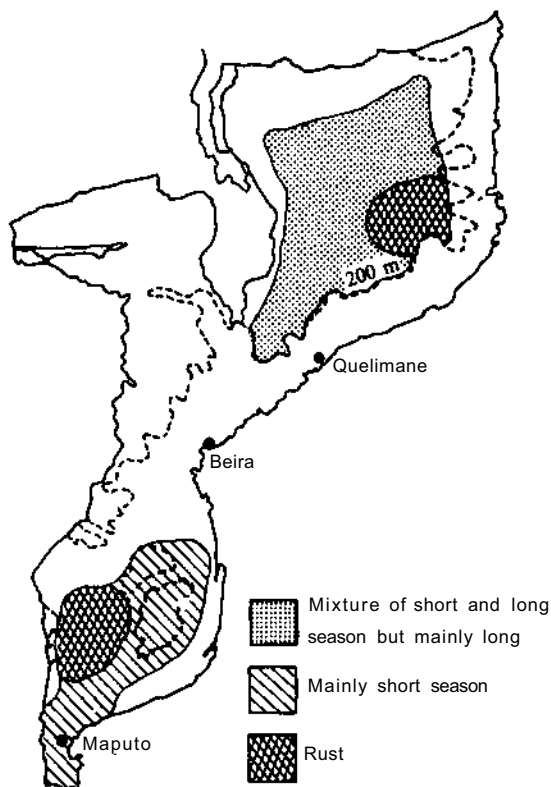 200 m
Quelimane
Beira
Mixture of short and long
season but mainly long
Mainly short season
Maputo
Rust